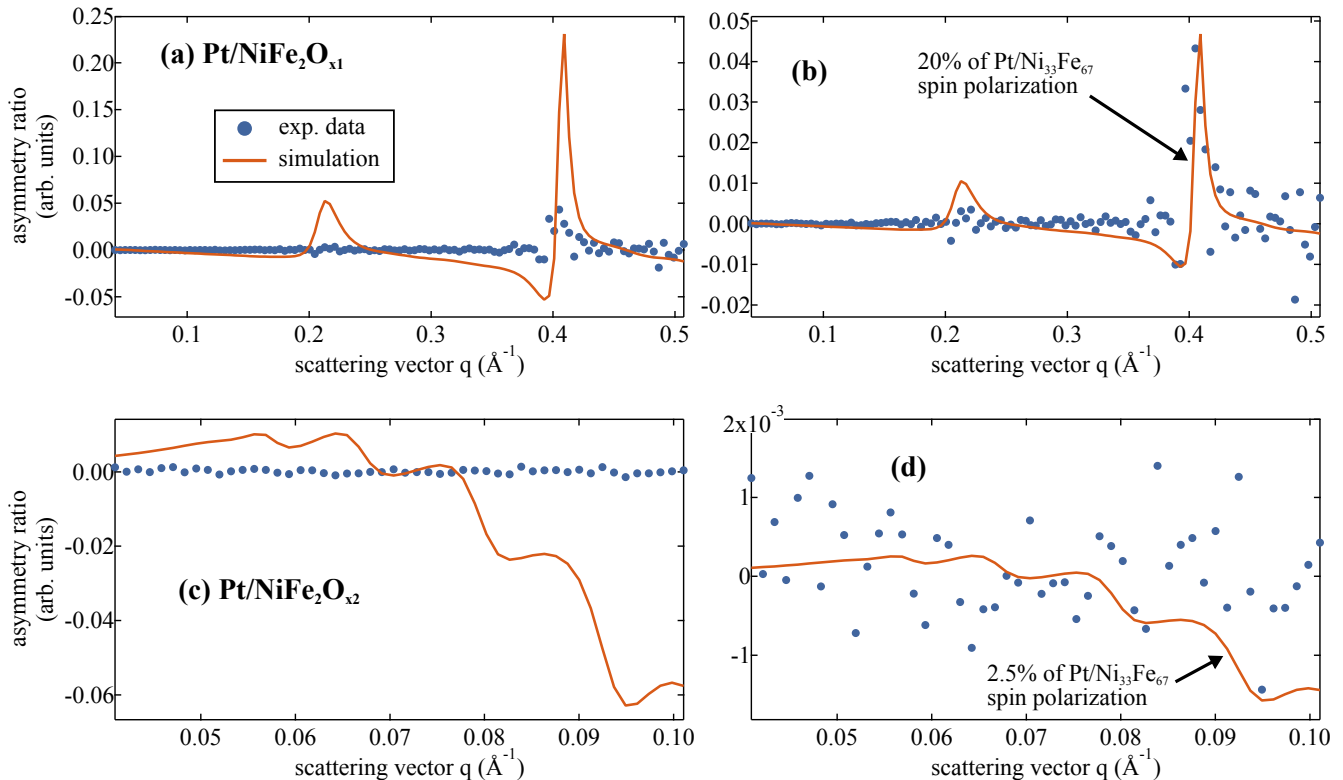 (a) Pt/NiFe2Ox1
exp. data
simulation
0.25
0.20
0.15
0.10
0.05
0.00
-0.05
asymmetry ratio
(arb. units)
0.1 0.2 0.3 0.4 0.5
scattering vector q (Å-1)
(b)
20% of Pt/Ni33Fe67
spin polarization
0.05
0.04
0.03
0.02
0.01
0.00
-0.01
-0.02
0.1 0.2 0.3 0.4 0.5
scattering vector q (Å-1)
0.00
-0.02
-0.04
-0.06
asymmetry ratio
(arb. units)
(c) Pt/NiFe2Ox2
0.05 0.06 0.07 0.08 0.09 0.10
scattering vector q (Å-1)
2x10-3
1
0
-1
(d)
2.5% of Pt/Ni33Fe67
spin polarization
0.05 0.06 0.07 0.08 0.09 0.10
scattering vector q (Å-1)